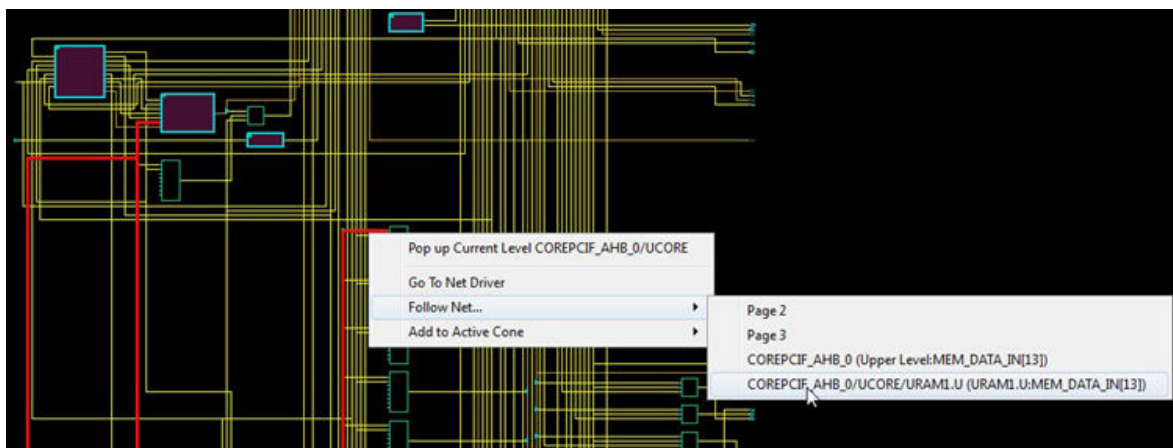 Pop up Current Level COREPCIF_AHB_0/UCORE
Go To Net Driver
Follow Net...
Add to Active Cone
Page 2
Page 3
COREPCIF_AHB_0 (Upper Level:MEM_DATA_IN[13])
COREPCIF_AHB_0/UCORE/URAM1.U (URAM1.U:MEM_DATA_IN[13])